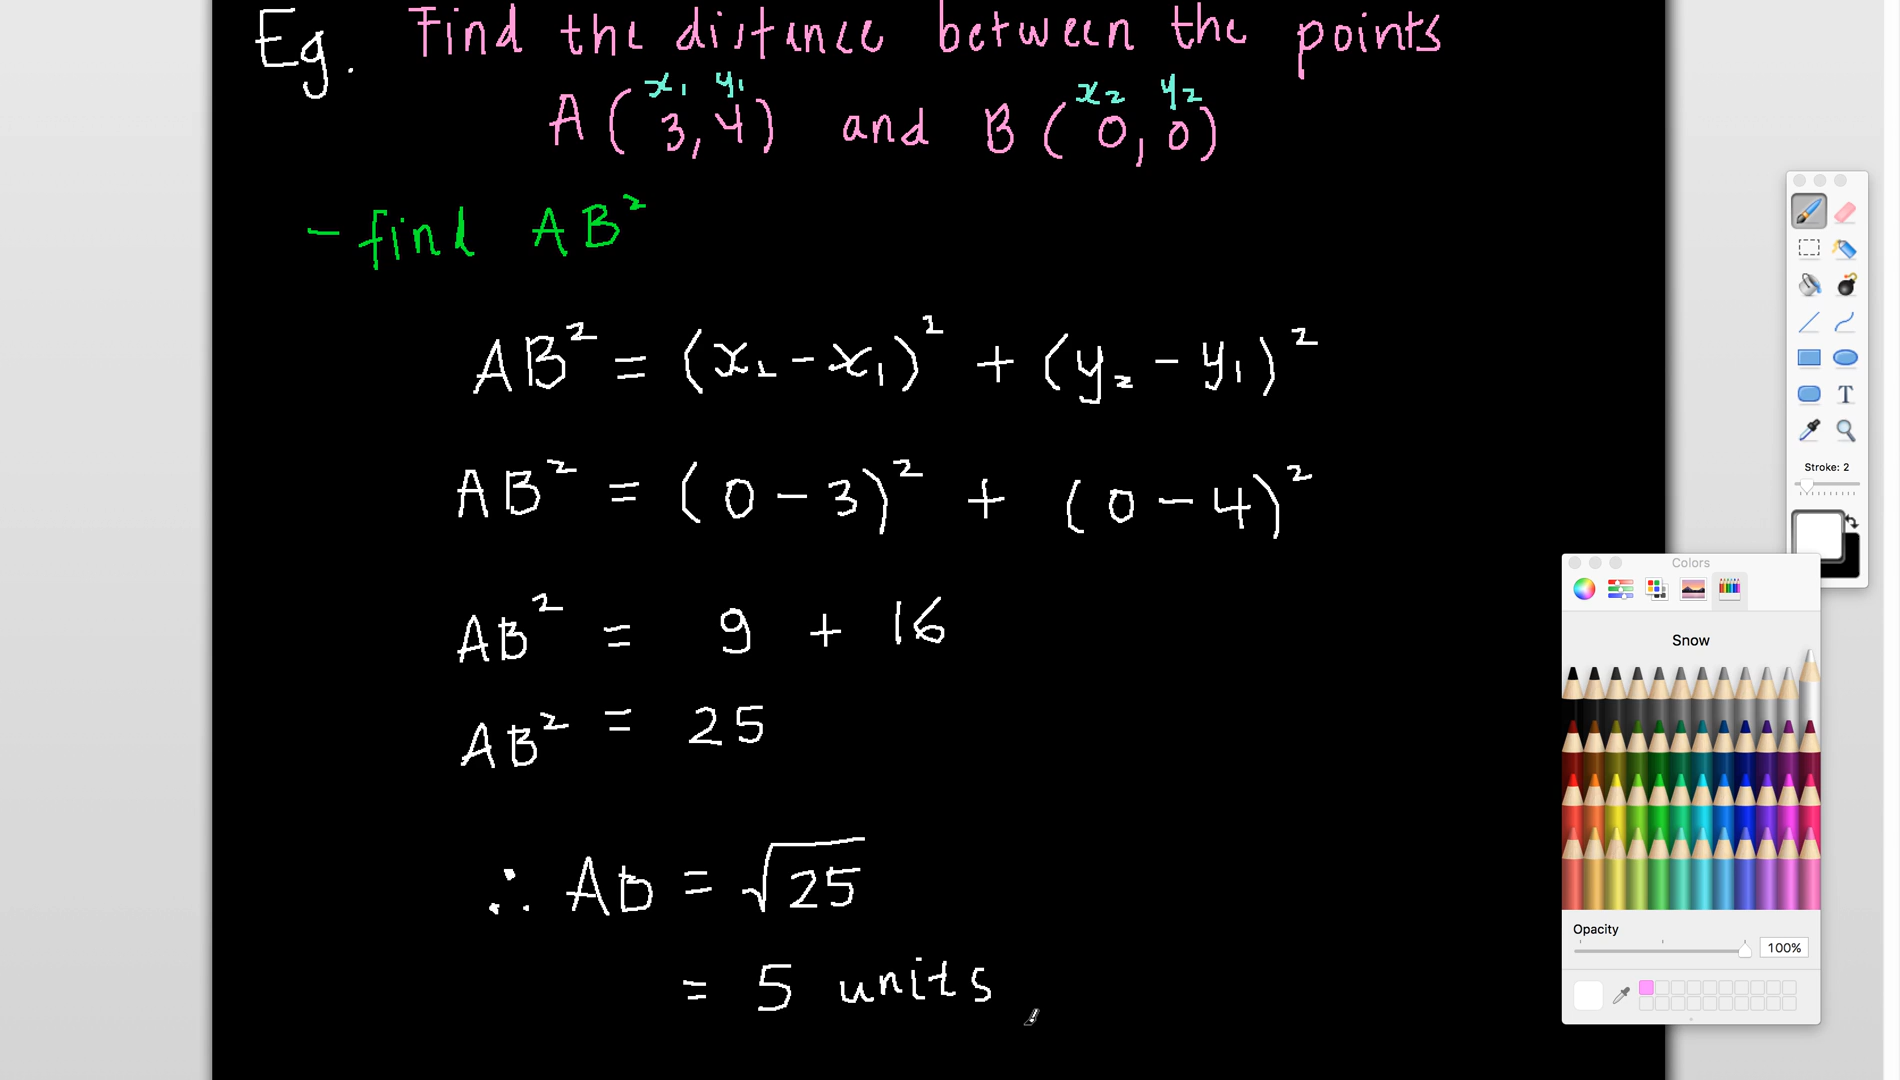 Eg. Find the distance between the points
x₁ y₁ x₂ y₂
A(3,4) and B(0,0)
- find AB²
AB² = (x₂ - x₁)² + (y₂ - y₁)²
AB² = (0 - 3)² + (0 - 4)²
AB² = 9 + 16
AB² = 25
∴ AB = √25
= 5 units
T
Stroke: 2
Colors
Snow
Opacity
100%